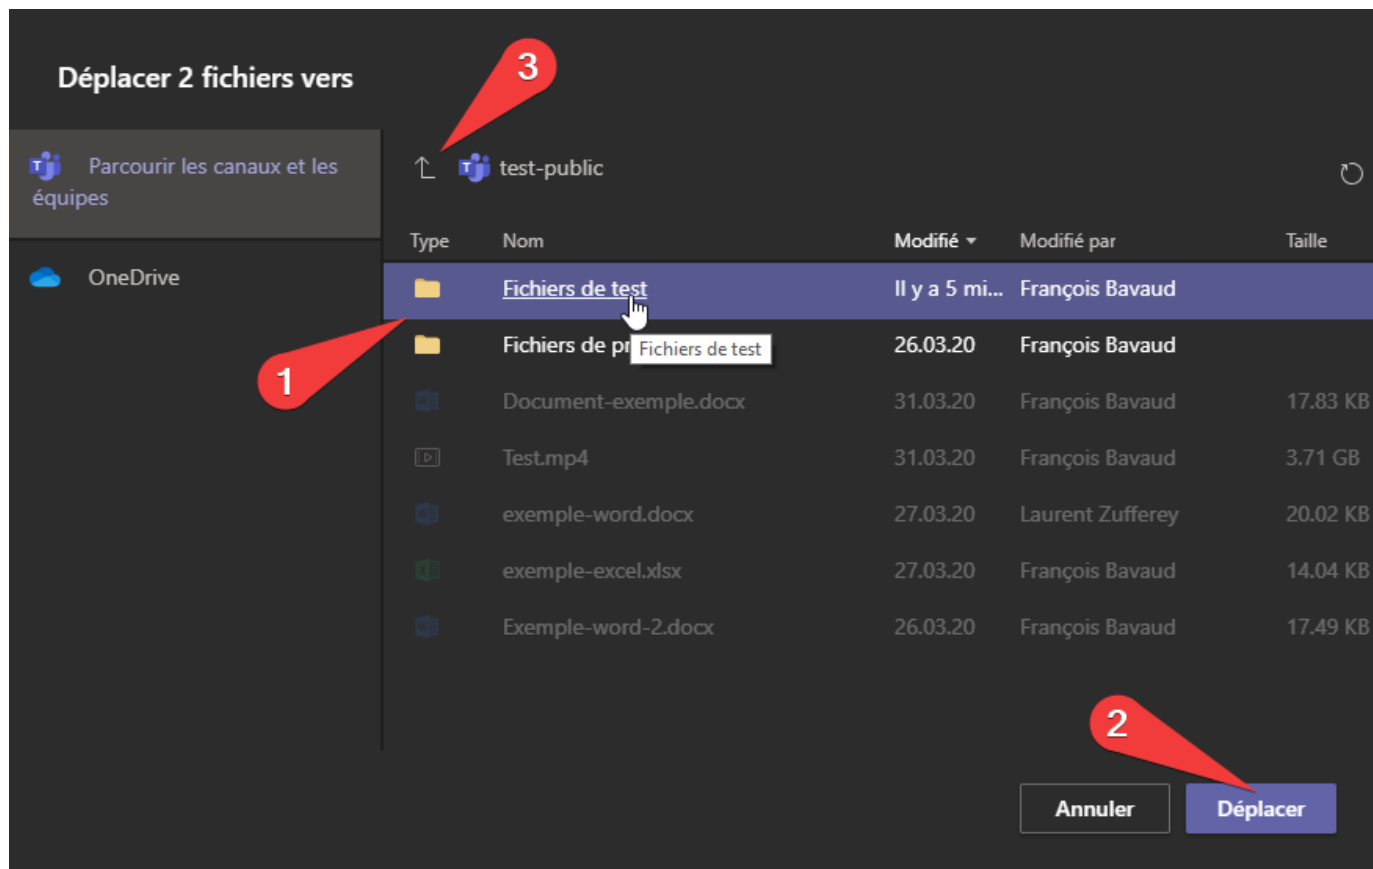 Déplacer 2 fichiers vers
3
Parcourir les canaux et les
équipes
test-public
Type Nom Modifié Modifié par Taille
OneDrive
Fichiers de test Il y a 5 mi... François Bavaud
Fichiers de pr 26.03.20 François Bavaud
Fichiers de test
1
Document-exemple.docx 31.03.20 François Bavaud 17.83 KB
Test.mp4 31.03.20 François Bavaud 3.71 GB
exemple-word.docx 27.03.20 Laurent Zufferey 20.02 KB
exemple-excel.xlsx 27.03.20 François Bavaud 14.04 KB
Exemple-word-2.docx 26.03.20 François Bavaud 17.49 KB
2
Annuler Déplacer